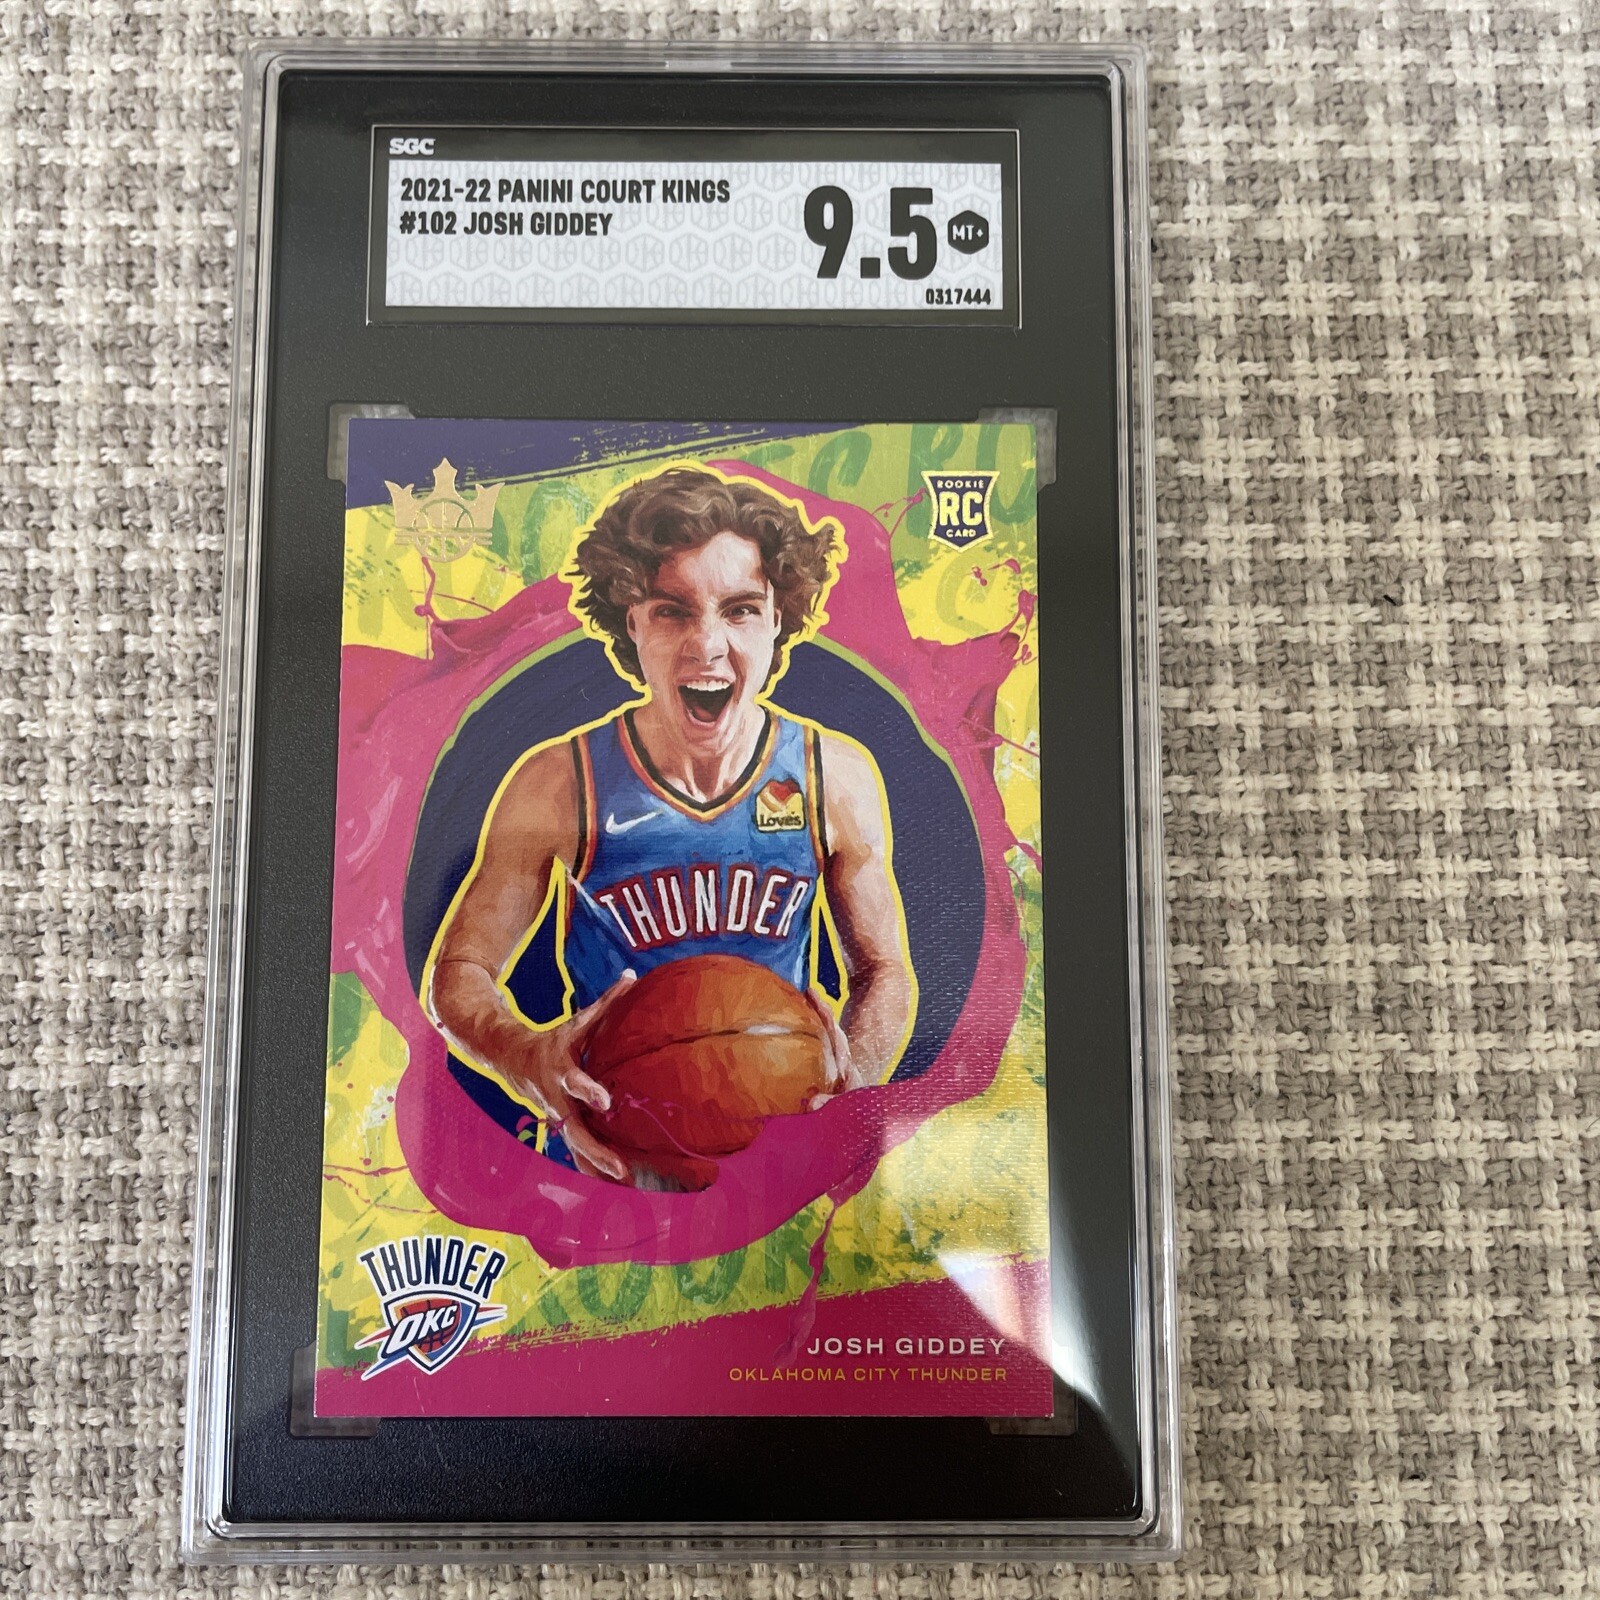 SGC
2021-22 PANINI COURT KINGS
#102 JOSH GIDDEY
9.5
MT+
0317444
ROOKIE
RC
CARD
Love's
THUNDER
THUNDER
OKC
JOSH GIDDEY
OKLAHOMA CITY THUNDER